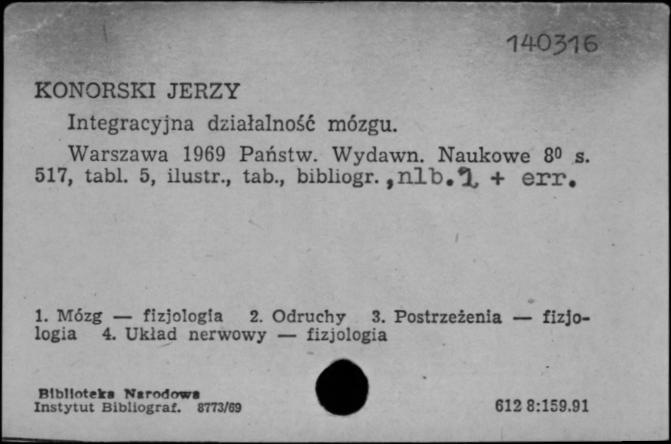 140316
KONORSKI JERZY
Integracyjna działalność mózgu.
Warszawa 1969 Państw. Wydawn. Naukowe 8⁰ s.
517, tabl. 5, ilustr., tab., bibliogr. ,nlb. + err.
1. Mózg — fizjologia 2. Odruchy 3. Postrzeżenia — fizjo-
logia 4. Układ nerwowy — fizjologia
Biblioteka Narodowa
Instytut Bibliograf. 8773/69
612 8:159.91